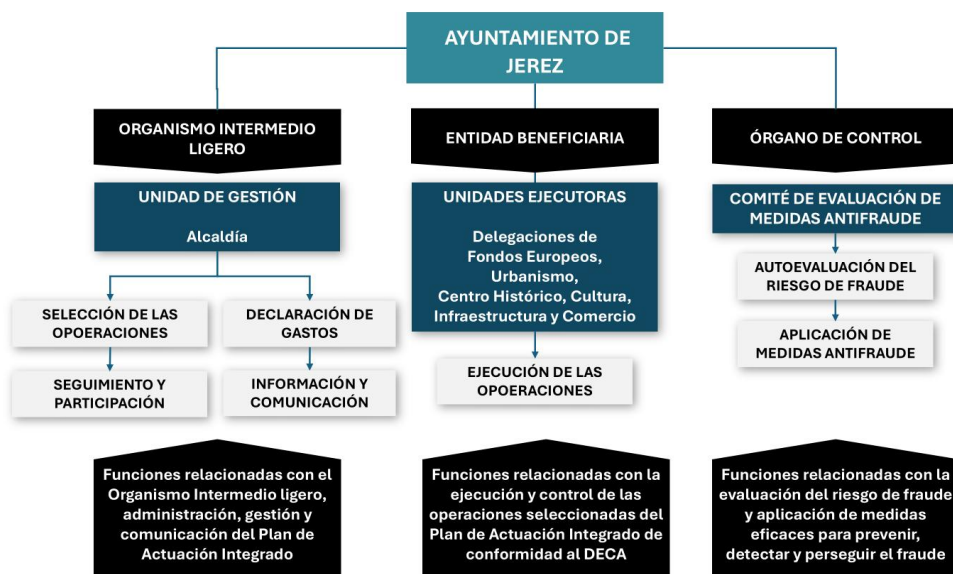 AYUNTAMIENTO DE
JEREZ
ORGANISMO INTERMEDIO
LIGERO
ENTIDAD BENEFICIARIA
ÓRGANO DE CONTROL
UNIDAD DE GESTIÓN
Alcaldía
UNIDADES EJECUTORAS
Delegaciones de
Fondos Europeos,
Urbanismo,
Centro Histórico, Cultura,
Infraestructura y Comercio
COMITÉ DE EVALUACIÓN DE
MEDIDAS ANTIFRAUDE
SELECCIÓN DE LAS
OPOERACIONES
DECLARACIÓN DE
GASTOS
SEGUIMIENTO Y
PARTICIPACIÓN
INFORMACIÓN Y
COMUNICACIÓN
EJECUCIÓN DE LAS
OPOERACIONES
AUTOEVALUACIÓN DEL
RIESGO DE FRAUDE
APLICACIÓN DE
MEDIDAS ANTIFRAUDE
Funciones relacionadas con el
Organismo Intermedio ligero,
administración, gestión y
comunicación del Plan de
Actuación Integrado
Funciones relacionadas con la
ejecución y control de las
operaciones seleccionadas del
Plan de Actuación Integrado de
conformidad al DECA
Funciones relacionadas con la
evaluación del riesgo de fraude
y aplicación de medidas
eficaces para prevenir,
detectar y perseguir el fraude